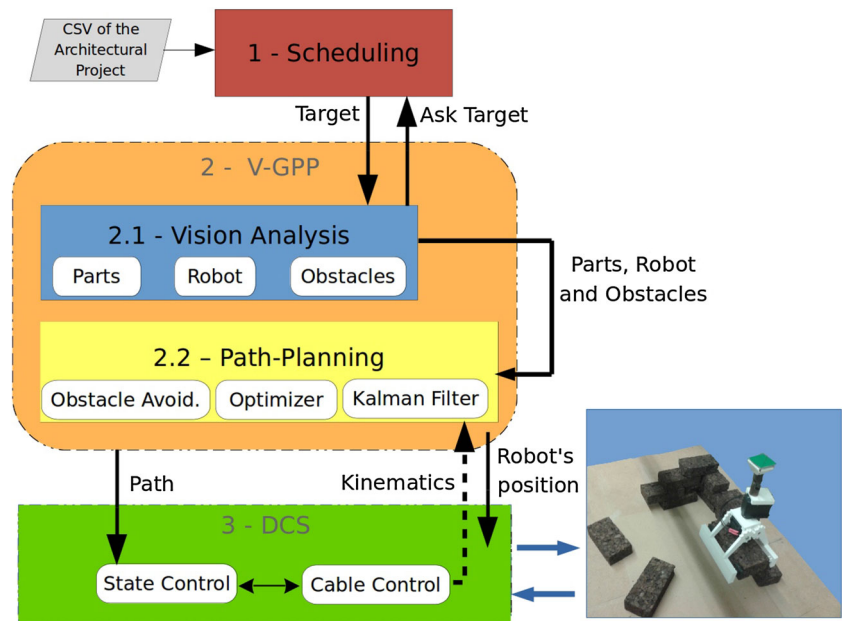 CSV of the
Architectural
Project
1 - Scheduling
Target
Ask Target
2 - V-GPP
2.1 - Vision Analysis
Parts
Robot
Obstacles
Parts, Robot
and Obstacles
2.2 – Path-Planning
Obstacle Avoid.
Optimizer
Kalman Filter
Path
Kinematics
Robot's
position
3 - DCS
State Control
Cable Control